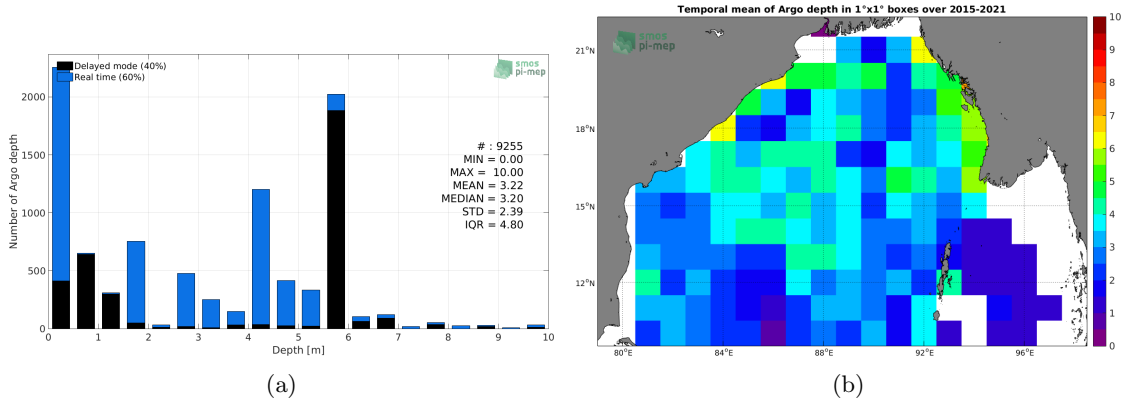 Delayed mode (40%)
Real time (60%)
smos
pi-mep
Number of Argo depth
2000
1500
1000
500
0
# : 9255
MIN = 0.00
MAX = 10.00
MEAN = 3.22
MEDIAN = 3.20
STD = 2.39
IQR = 4.80
0 1 2 3 4 5 6 7 8 9 10
Depth [m]
(a)
Temporal mean of Argo depth in 1°x1° boxes over 2015-2021
smos
pi-mep
21°N
18°N
15°N
12°N
80°E 84°E 88°E 92°E 96°E
10
9
8
7
6
5
4
3
2
1
0
(b)